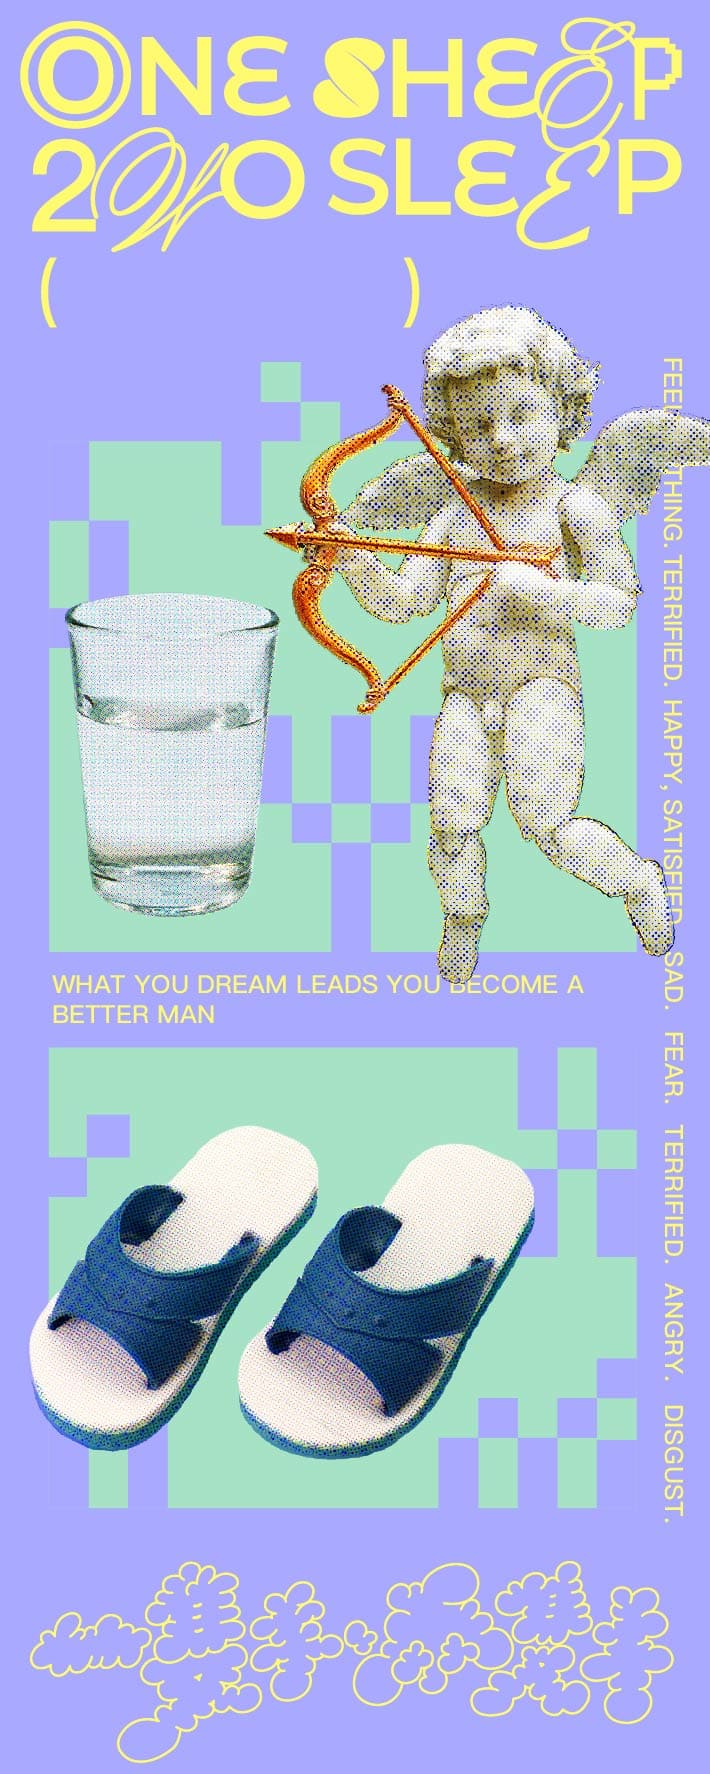 ONE SHEEP
2WO SLEEP
( )
WHAT YOU DREAM LEADS YOU BECOME A
BETTER MAN
FEEL TERRIFIED. HAPPY, SATISFIED SAD. FEAR. TERRIFIED. ANGRY. DISGUST.